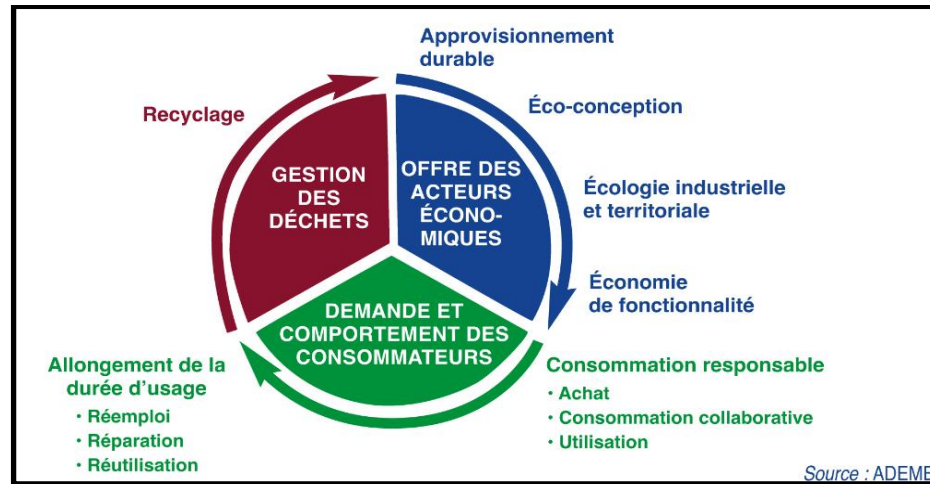 Approvisionnement
durable
Éco-conception
Écologie industrielle
et territoriale
Économie
de fonctionnalité
OFFRE DES
ACTEURS
ÉCONO-
MIQUES
Consommation responsable
• Achat
• Consommation collaborative
• Utilisation
DEMANDE ET
COMPORTEMENT DES
CONSOMMATEURS
Allongement de la
durée d'usage
• Réemploi
• Réparation
• Réutilisation
Recyclage
GESTION
DES
DÉCHETS
Source : ADEME